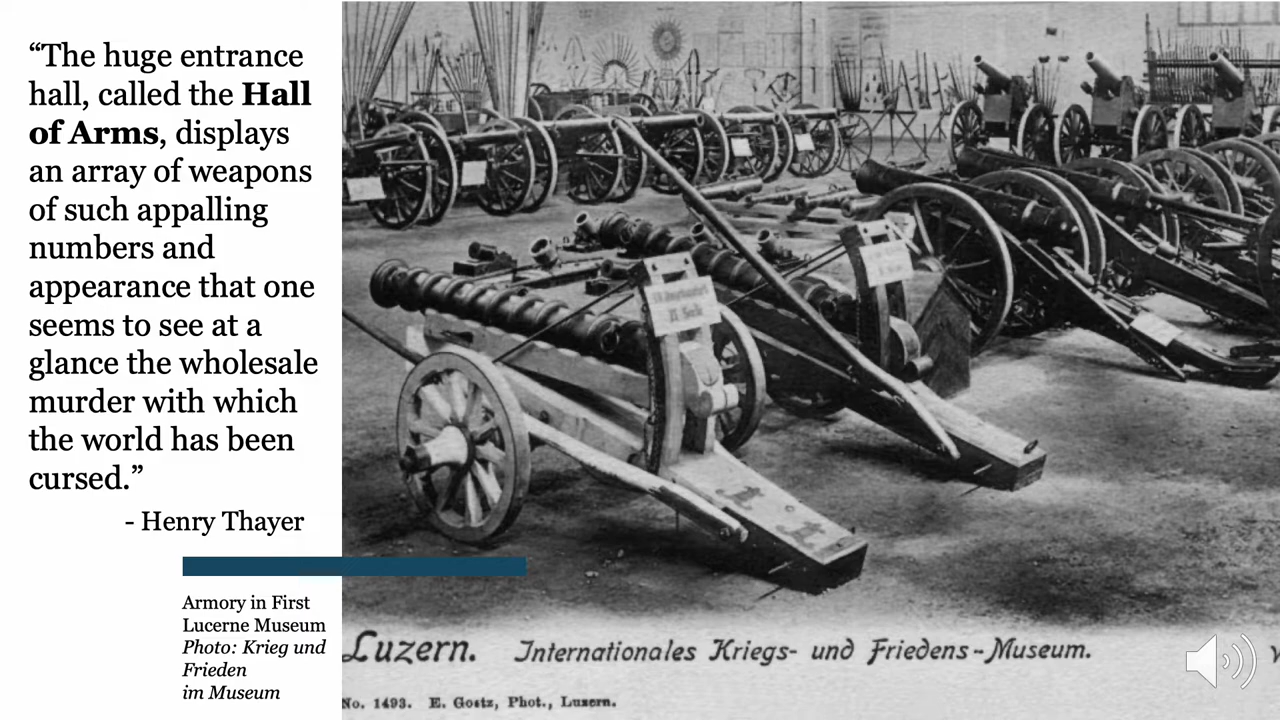 “The huge entrance
hall, called the Hall
of Arms, displays
an array of weapons
of such appalling
numbers and
appearance that one
seems to see at a
glance the wholesale
murder with which
the world has been
cursed.”
- Henry Thayer
Armory in First
Lucerne Museum
Photo: Krieg und
Frieden
im Museum
Luzern. Internationales Kriegs- und Friedens-Museum.
No. 1493. E. Goetz, Phot., Luzern.